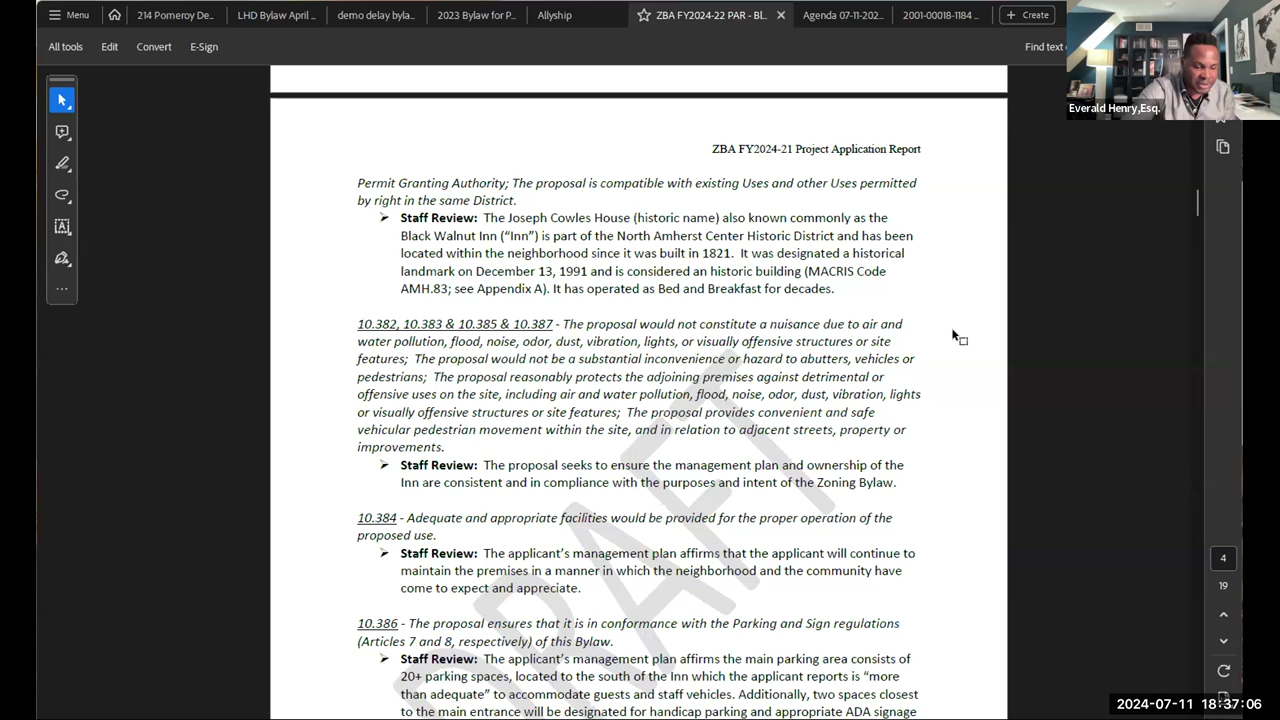 Menu
214 Pomeroy De...
LHD Bylaw April ...
demo delay byla...
2023 Bylaw for P...
Allyship
ZBA FY2024-22 PAR - Bl...
Agenda 07-11-202...
2001-00018-1184 ...
Create
All tools
Edit
Convert
E-Sign
Find text
Everald Henry,Esq.
ZBA FY2024-21 Project Application Report
Permit Granting Authority; The proposal is compatible with existing Uses and other Uses permitted
by right in the same District.
➢ Staff Review: The Joseph Cowles House (historic name) also known commonly as the
Black Walnut Inn (“Inn”) is part of the North Amherst Center Historic District and has been
located within the neighborhood since it was built in 1821. It was designated a historical
landmark on December 13, 1991 and is considered an historic building (MACRIS Code
AMH.83; see Appendix A). It has operated as Bed and Breakfast for decades.
10.382, 10.383 & 10.385 & 10.387 - The proposal would not constitute a nuisance due to air and
water pollution, flood, noise, odor, dust, vibration, lights, or visually offensive structures or site
features; The proposal would not be a substantial inconvenience or hazard to abutters, vehicles or
pedestrians; The proposal reasonably protects the adjoining premises against detrimental or
offensive uses on the site, including air and water pollution, flood, noise, odor, dust, vibration, lights
or visually offensive structures or site features; The proposal provides convenient and safe
vehicular pedestrian movement within the site, and in relation to adjacent streets, property or
improvements.
➢ Staff Review: The proposal seeks to ensure the management plan and ownership of the
Inn are consistent and in compliance with the purposes and intent of the Zoning Bylaw.
10.384 - Adequate and appropriate facilities would be provided for the proper operation of the
proposed use.
➢ Staff Review: The applicant’s management plan affirms that the applicant will continue to
maintain the premises in a manner in which the neighborhood and the community have
come to expect and appreciate.
10.386 - The proposal ensures that it is in conformance with the Parking and Sign regulations
(Articles 7 and 8, respectively) of this Bylaw.
➢ Staff Review: The applicant’s management plan affirms the main parking area consists of
20+ parking spaces, located to the south of the Inn which the applicant reports is “more
than adequate” to accommodate guests and staff vehicles. Additionally, two spaces closest
to the main entrance will be designated for handicap parking and appropriate ADA signage
DRAFT
4
19
2024-07-11 18:37:06